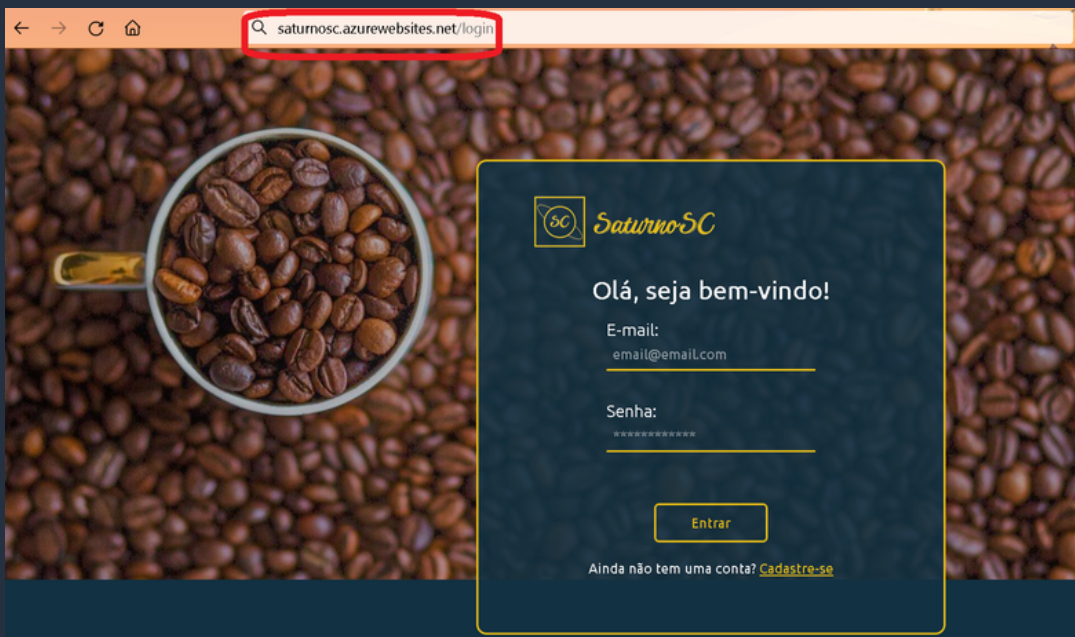 saturnosc.azurewebsites.net/login
SC SaturnoSC
Olá, seja bem-vindo!
E-mail:
email@email.com
Senha:
************
Entrar
Ainda não tem uma conta? Cadastre-se